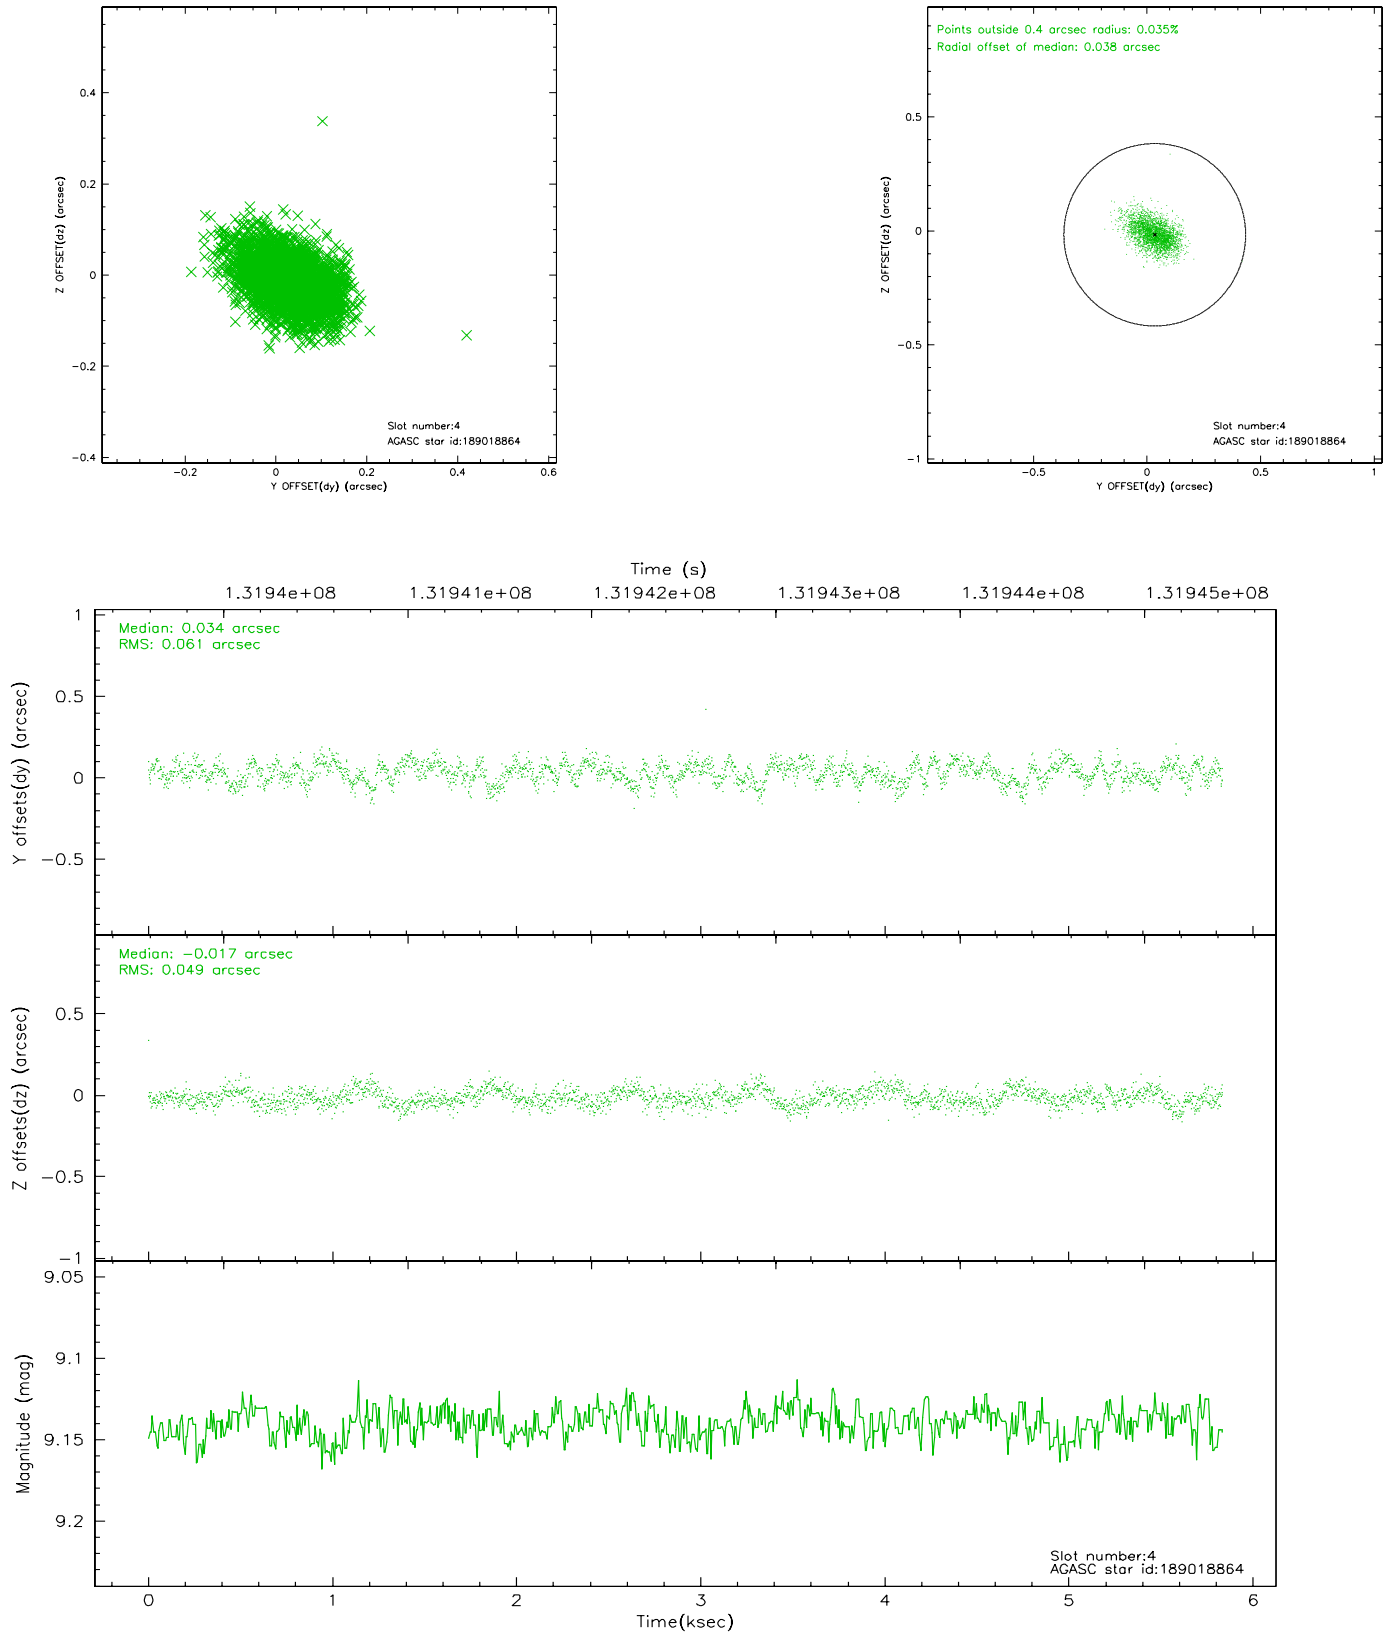 0.4
0.2
0
−0.2
−0.4
Z OFFSET(dz) (arcsec)
Slot number:4
AGASC star id:189018864
−0.2 0 0.2 0.4 0.6
Y OFFSET(dy) (arcsec)
Points outside 0.4 arcsec radius: 0.035%
Radial offset of median: 0.038 arcsec
0.5
0
−0.5
−1
Z OFFSET(dz) (arcsec)
Slot number:4
AGASC star id:189018864
−0.5 0 0.5 1
Y OFFSET(dy) (arcsec)
Time (s)
1.3194e+08 1.31941e+08 1.31942e+08 1.31943e+08 1.31944e+08 1.31945e+08
1
0.5
0
−0.5
Y offsets(dy) (arcsec)
Median: 0.034 arcsec
RMS: 0.061 arcsec
0.5
0
−0.5
−1
Z offsets(dz) (arcsec)
Median: −0.017 arcsec
RMS: 0.049 arcsec
9.05
9.1
9.15
9.2
Magnitude (mag)
Slot number:4
AGASC star id:189018864
0 1 2 3 4 5 6
Time(ksec)